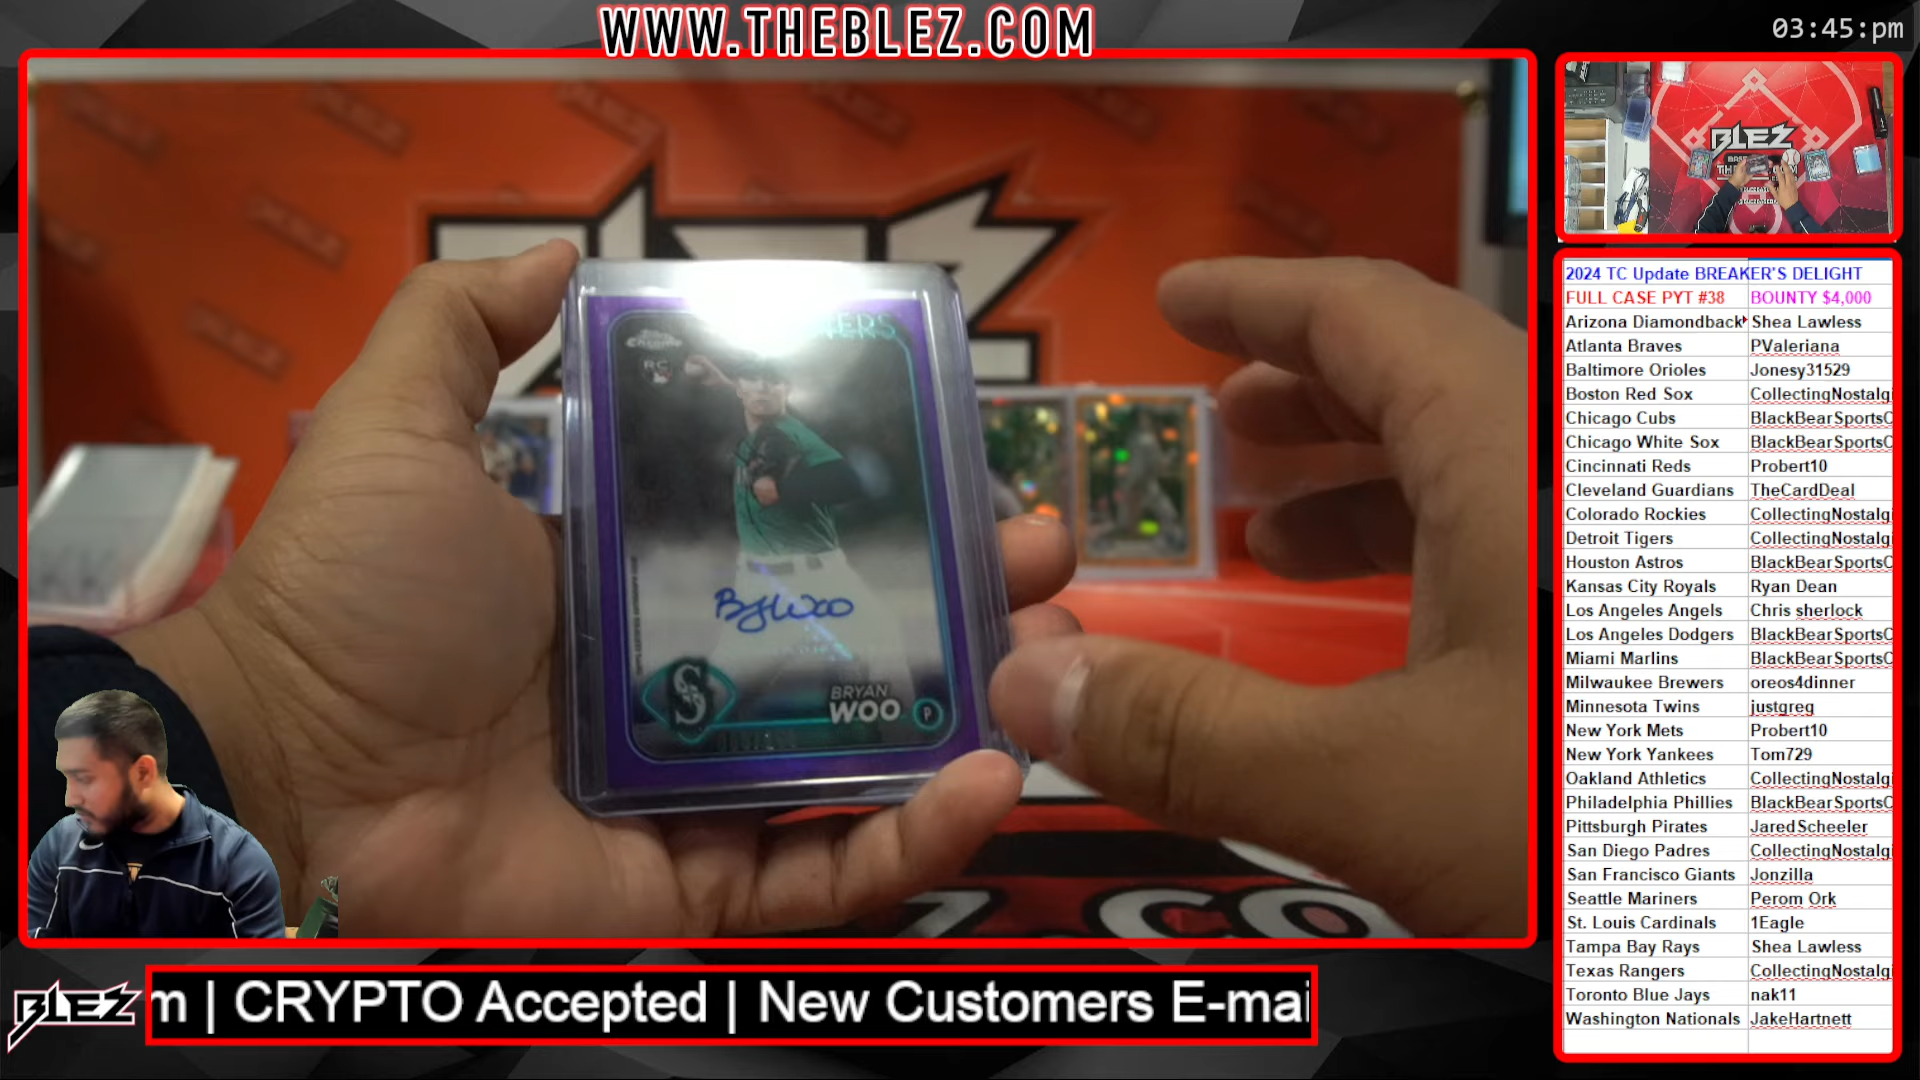 WWW.THEBLEZ.COM
03:45:pm
BLEZ
2024 TC Update BREAKER'S DELIGHT
FULL CASE PYT #38 BOUNTY $4,000
Arizona Diamondback Shea Lawless
Atlanta Braves PValeriana
Baltimore Orioles Jonesy31529
Boston Red Sox CollectingNostalgi
Chicago Cubs BlackBearSportsC
Chicago White Sox BlackBearSportsC
Cincinnati Reds Probert10
Cleveland Guardians TheCardDeal
Colorado Rockies CollectingNostalgi
Detroit Tigers CollectingNostalgi
Houston Astros BlackBearSportsC
Kansas City Royals Ryan Dean
Los Angeles Angels Chris sherlock
Los Angeles Dodgers BlackBearSportsC
Miami Marlins BlackBearSportsC
Milwaukee Brewers oreos4dinner
Minnesota Twins justgreg
New York Mets Probert10
New York Yankees Tom729
Oakland Athletics CollectingNostalgi
Philadelphia Phillies BlackBearSportsC
Pittsburgh Pirates JaredScheeler
San Diego Padres CollectingNostalgi
San Francisco Giants Jonzilla
Seattle Mariners Perom Ork
St. Louis Cardinals 1Eagle
Tampa Bay Rays Shea Lawless
Texas Rangers CollectingNostalgi
Toronto Blue Jays nak11
Washington Nationals JakeHartnett
Chrome
RC
BJ Woo
S
BRYAN
WOO P
BLEZ
m | CRYPTO Accepted | New Customers E-mai